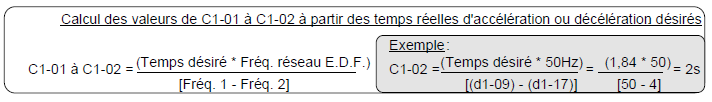 Calcul des valeurs de C1-01 à C1-02 à partir des temps réelles d'accélération ou décélération désirés
C1-01 à C1-02 = (Temps désiré * Fréq. réseau E.D.F.)
[Fréq. 1 - Fréq. 2]
Exemple:
C1-02 = (Temps désiré * 50Hz) = (1,84 * 50) = 2s
[(d1-09) - (d1-17)] [50 - 4]